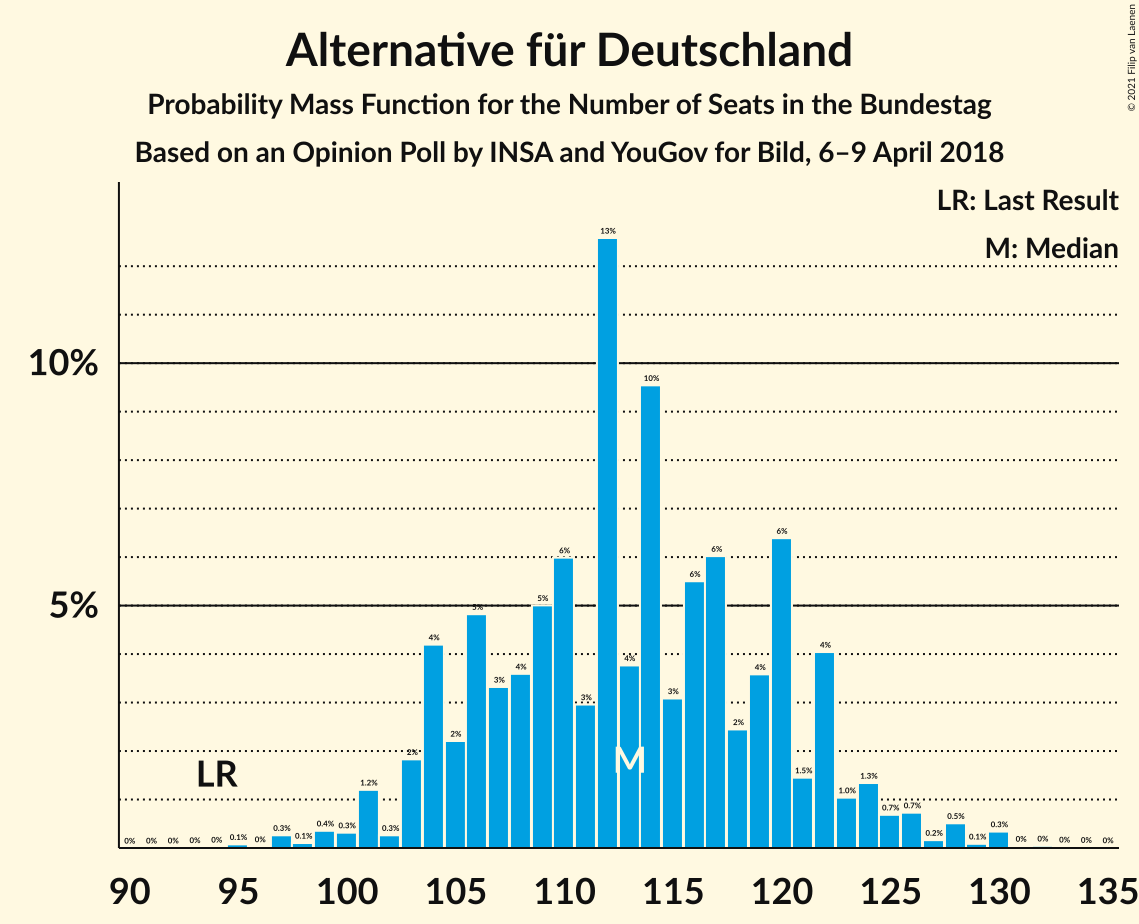 © 2021 Filip van Laenen
Alternative für Deutschland
Probability Mass Function for the Number of Seats in the Bundestag
Based on an Opinion Poll by INSA and YouGov for Bild, 6–9 April 2018
LR: Last Result
M: Median
10%
5%
0% 0% 0% 0% 0% 0.1% 0% 0.3% 0.1% 0.4% 0.3% 1.2% 0.3% 2% 4% 2% 5% 3% 4% 5% 6% 3% 13% 4% 10% 3% 6% 6% 2% 4% 6% 1.5% 4% 1.0% 1.3% 0.7% 0.7% 0.2% 0.5% 0.1% 0.3% 0% 0% 0% 0% 0%
LR
M
90 95 100 105 110 115 120 125 130 135